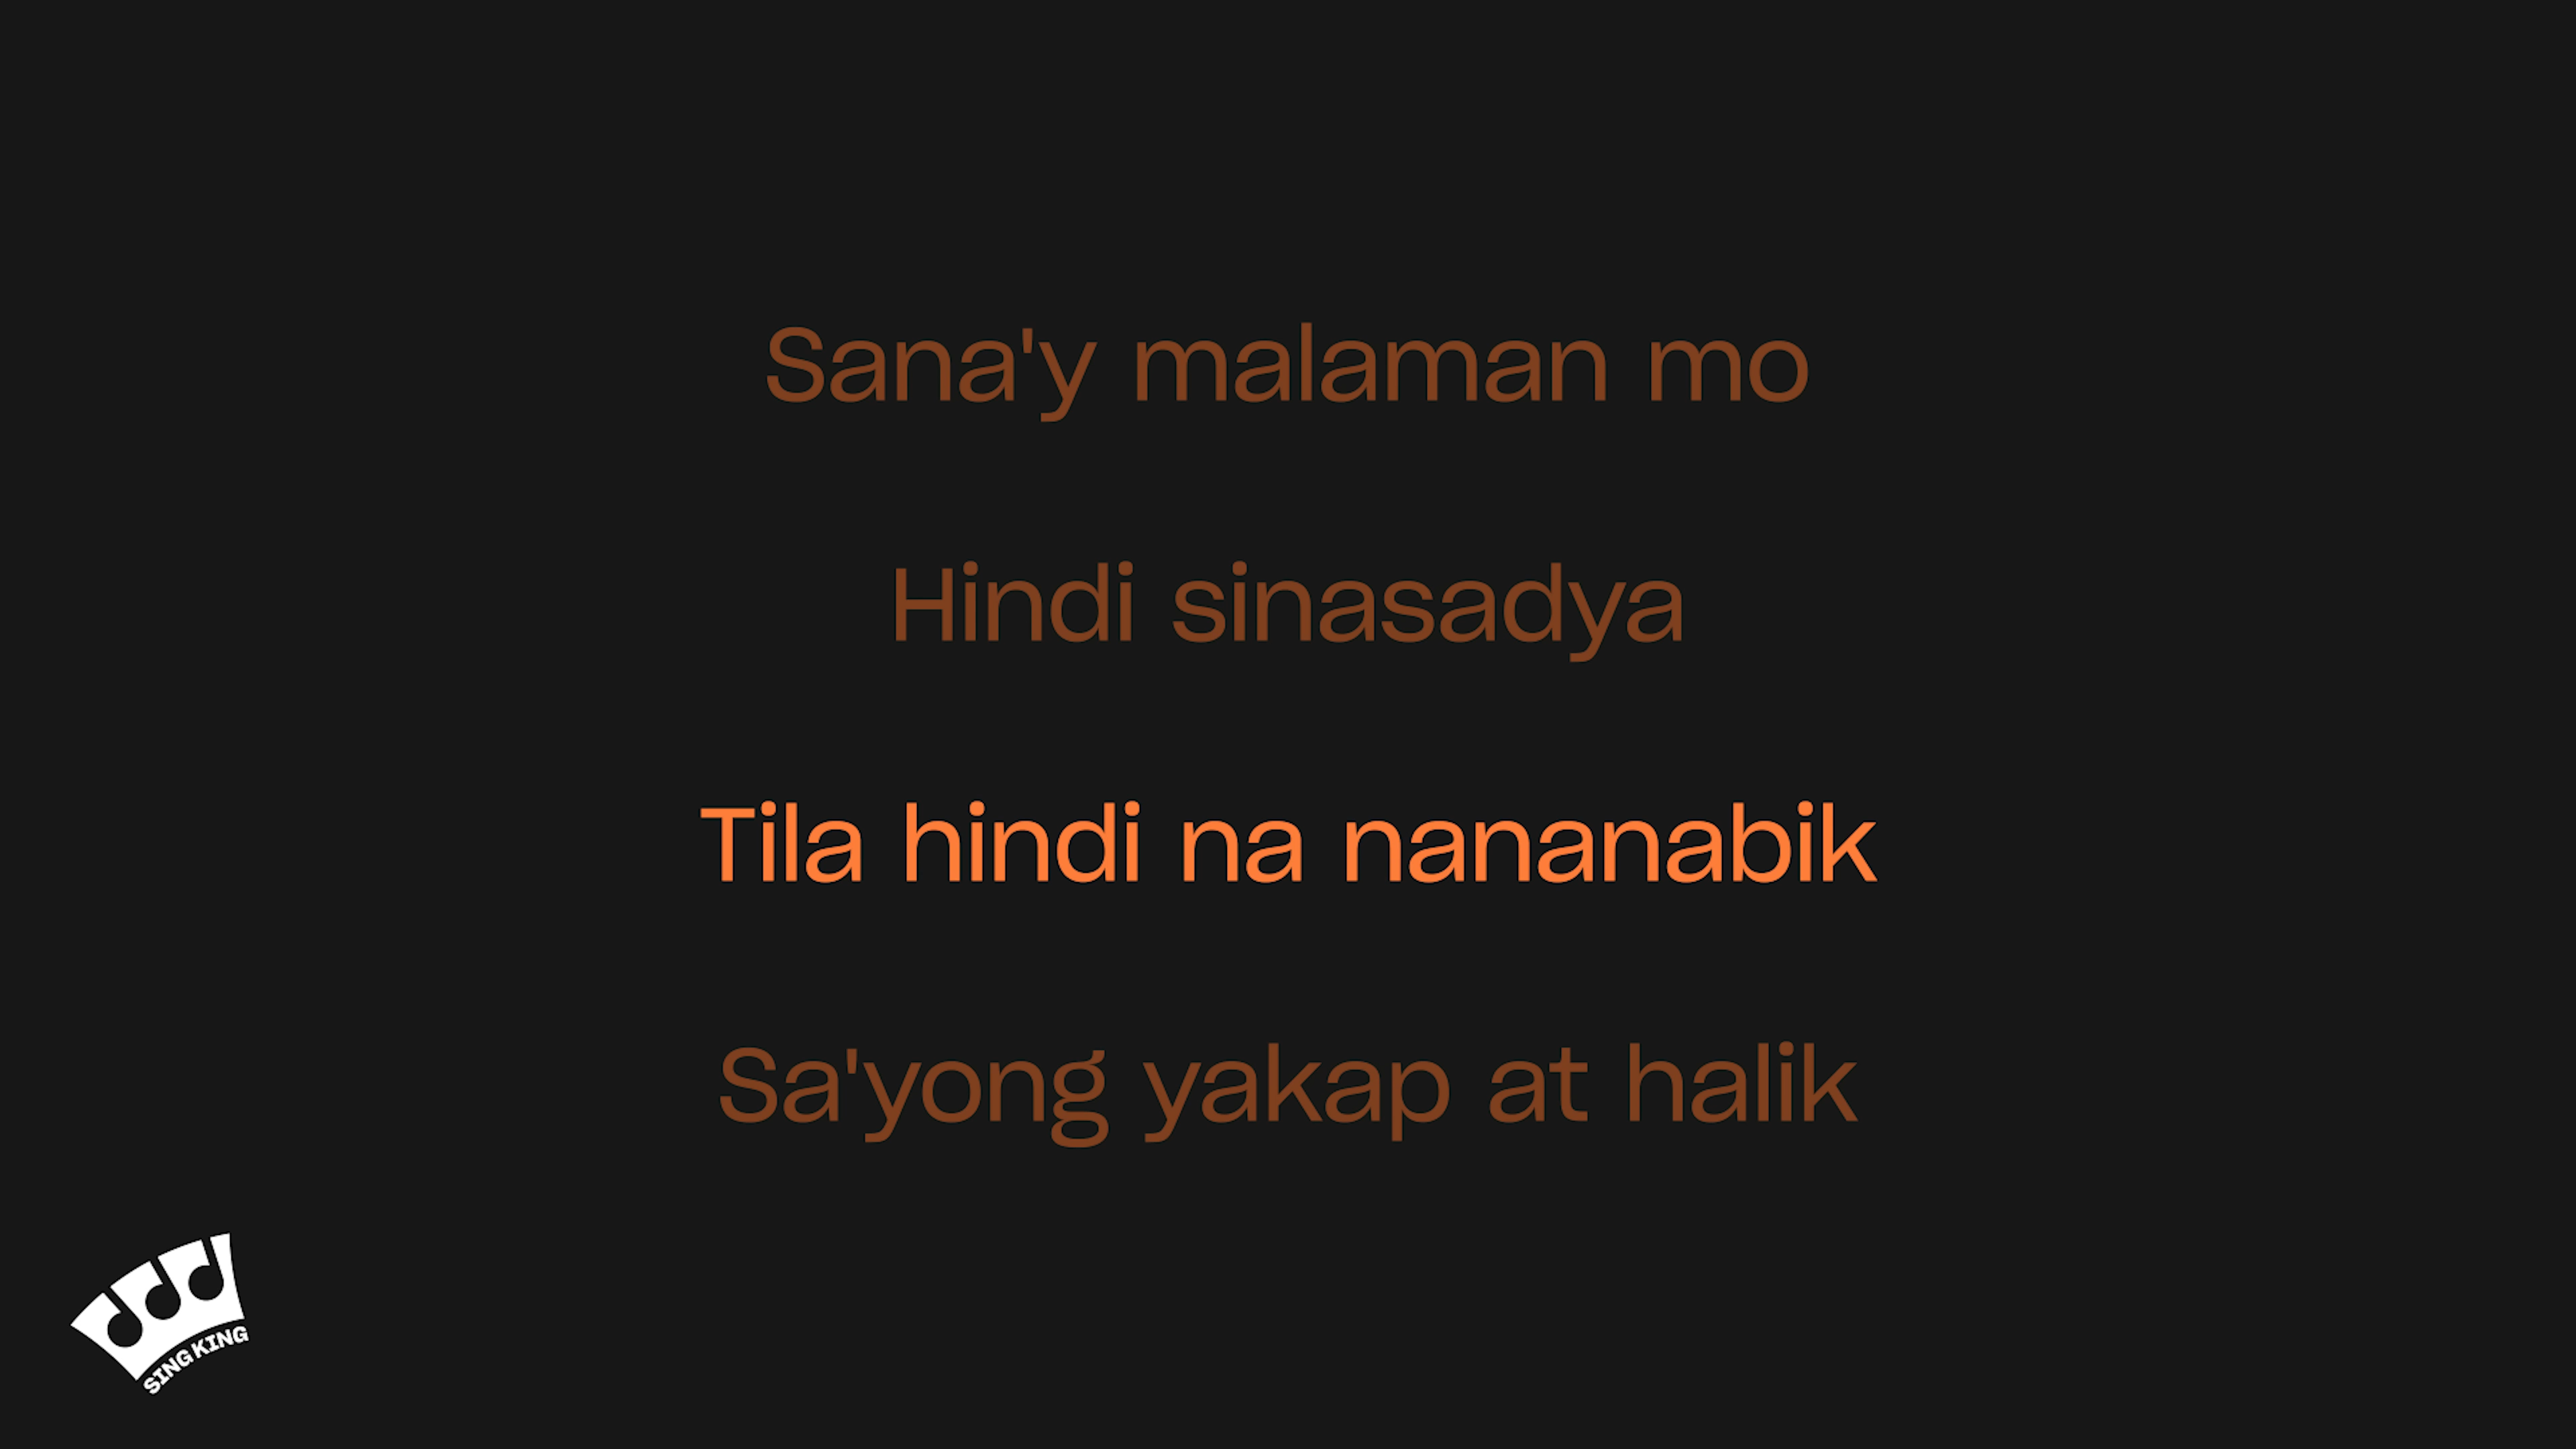 Sana'y malaman mo
Hindi sinasadya
Tila hindi na nananabik
Sa'yong yakap at halik
SING KING